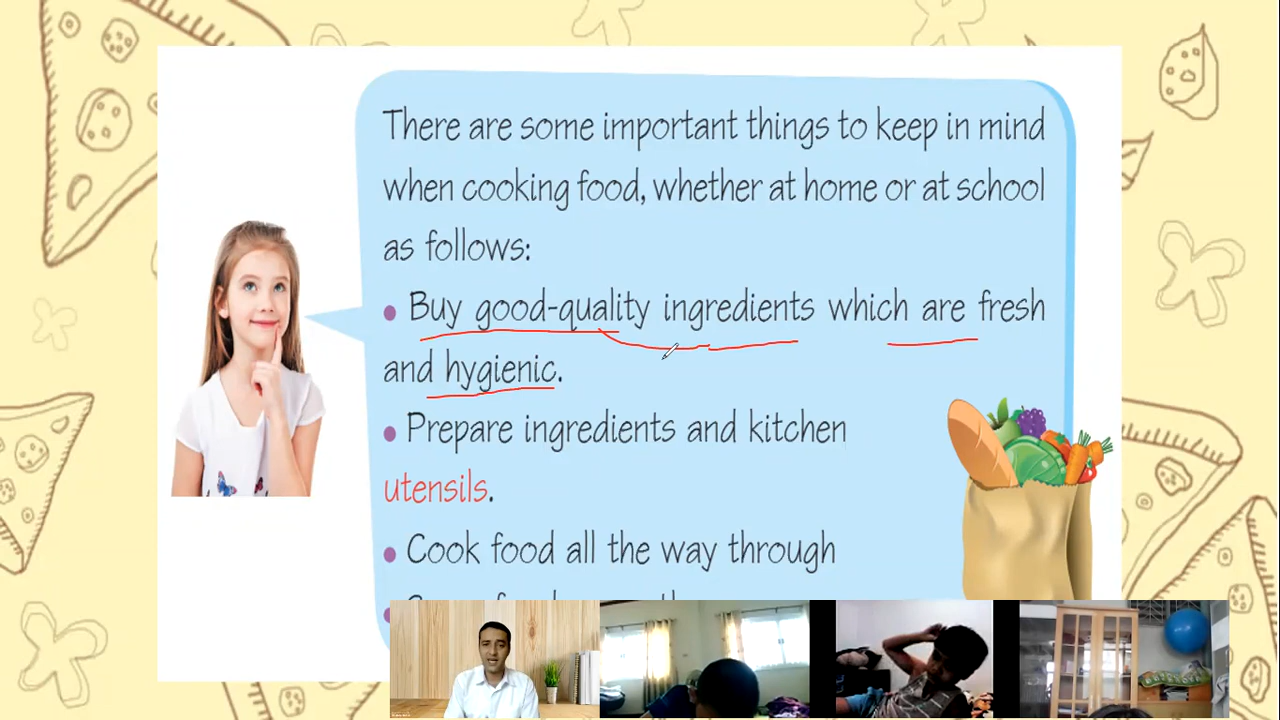 There are some important things to keep in mind
when cooking food, whether at home or at school
as follows:
• Buy good-quality ingredients which are fresh
and hygienic.
• Prepare ingredients and kitchen
utensils.
• Cook food all the way through